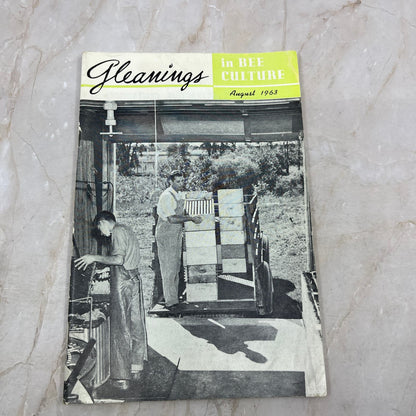 Gleanings
in BEE
CULTURE
August 1963